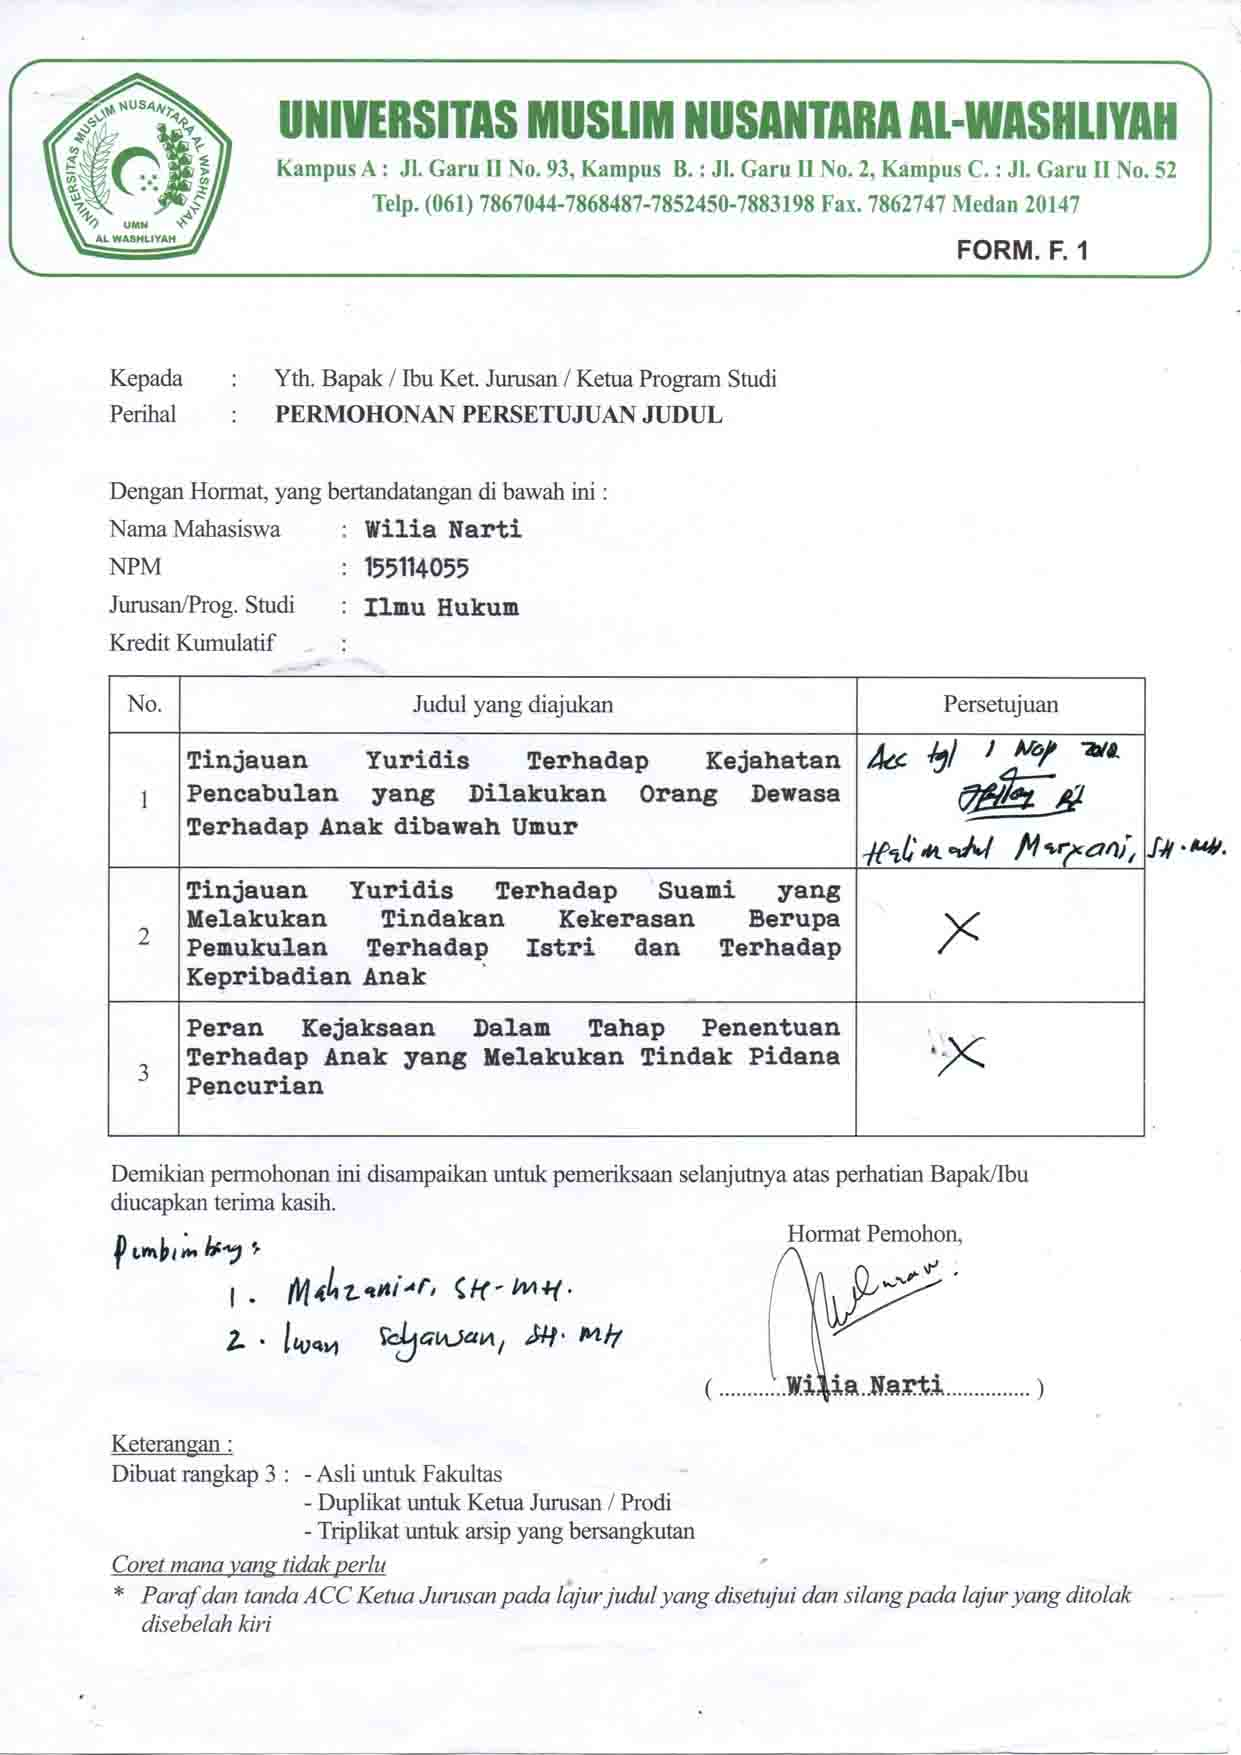 UNIVERSITAS MUSLIM NUSANTARA AL WASHLIYAH
UMN
AL WASHLIYAH
UNIVERSITAS MUSLIM NUSANTARA AL-WASHLIYAH
Kampus A : Jl. Garu II No. 93, Kampus B. : Jl. Garu II No. 2, Kampus C. : Jl. Garu II No. 52
Telp. (061) 7867044-7868487-7852450-7883198 Fax. 7862747 Medan 20147
FORM. F. 1
Kepada : Yth. Bapak / Ibu Ket. Jurusan / Ketua Program Studi
Perihal : PERMOHONAN PERSETUJUAN JUDUL
Dengan Hormat, yang bertandatangan di bawah ini :
Nama Mahasiswa : Wilia Narti
NPM : 155114055
Jurusan/Prog. Studi : Ilmu Hukum
Kredit Kumulatif :
No. Judul yang diajukan Persetujuan
1
Tinjauan Yuridis Terhadap Kejahatan
Pencabulan yang Dilakukan Orang Dewasa
Terhadap Anak dibawah Umur
Acc tgl 1 Nop
Halimatul Marxani, SH.MH.
2
Tinjauan Yuridis Terhadap Suami yang
Melakukan Tindakan Kekerasan Berupa
Pemukulan Terhadap Istri dan Terhadap
Kepribadian Anak
3
Peran Kejaksaan Dalam Tahap Penentuan
Terhadap Anak yang Melakukan Tindak Pidana
Pencurian
Demikian permohonan ini disampaikan untuk pemeriksaan selanjutnya atas perhatian Bapak/Ibu
diucapkan terima kasih.
Hormat Pemohon,
Pembimbing :
1. Mahzaniar, SH-MH.
2. Iwan Setyawsan, SH. MH
( Wilia Narti )
Keterangan :
Dibuat rangkap 3 : - Asli untuk Fakultas
- Duplikat untuk Ketua Jurusan / Prodi
- Triplikat untuk arsip yang bersangkutan
Coret mana yang tidak perlu
* Paraf dan tanda ACC Ketua Jurusan pada lajur judul yang disetujui dan silang pada lajur yang ditolak
disebelah kiri